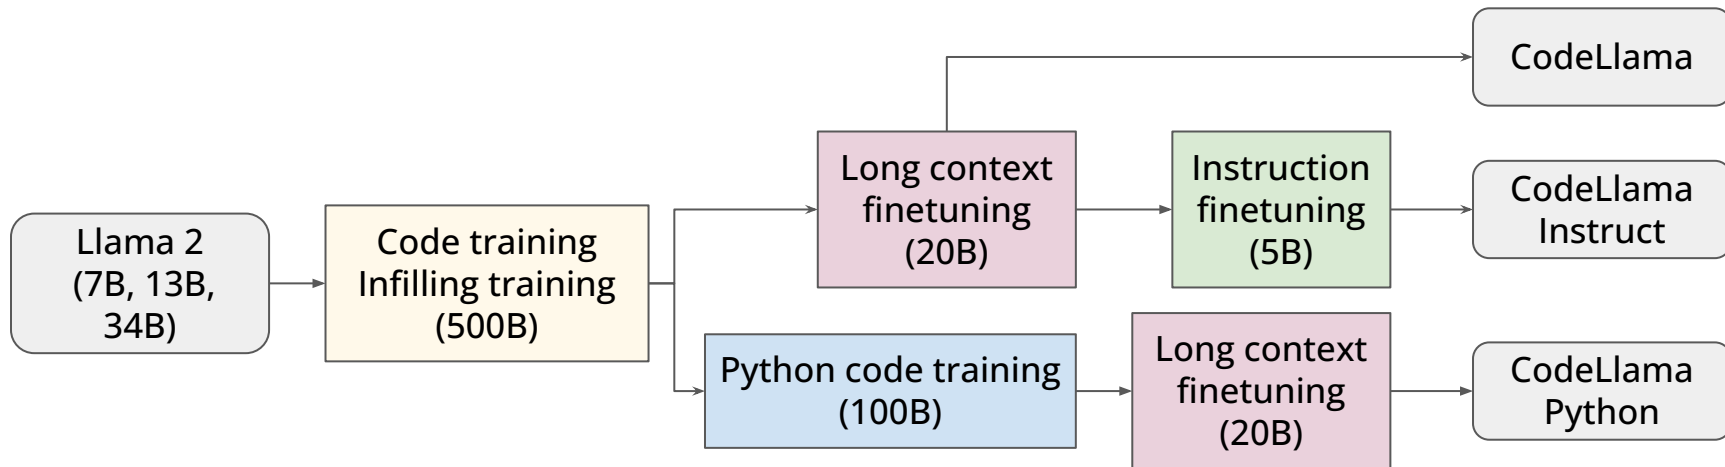 CodeLlama
Long context
finetuning
(20B)
Instruction
finetuning
(5B)
CodeLlama
Instruct
Llama 2
(7B, 13B,
34B)
Code training
Infilling training
(500B)
Python code training
(100B)
Long context
finetuning
(20B)
CodeLlama
Python